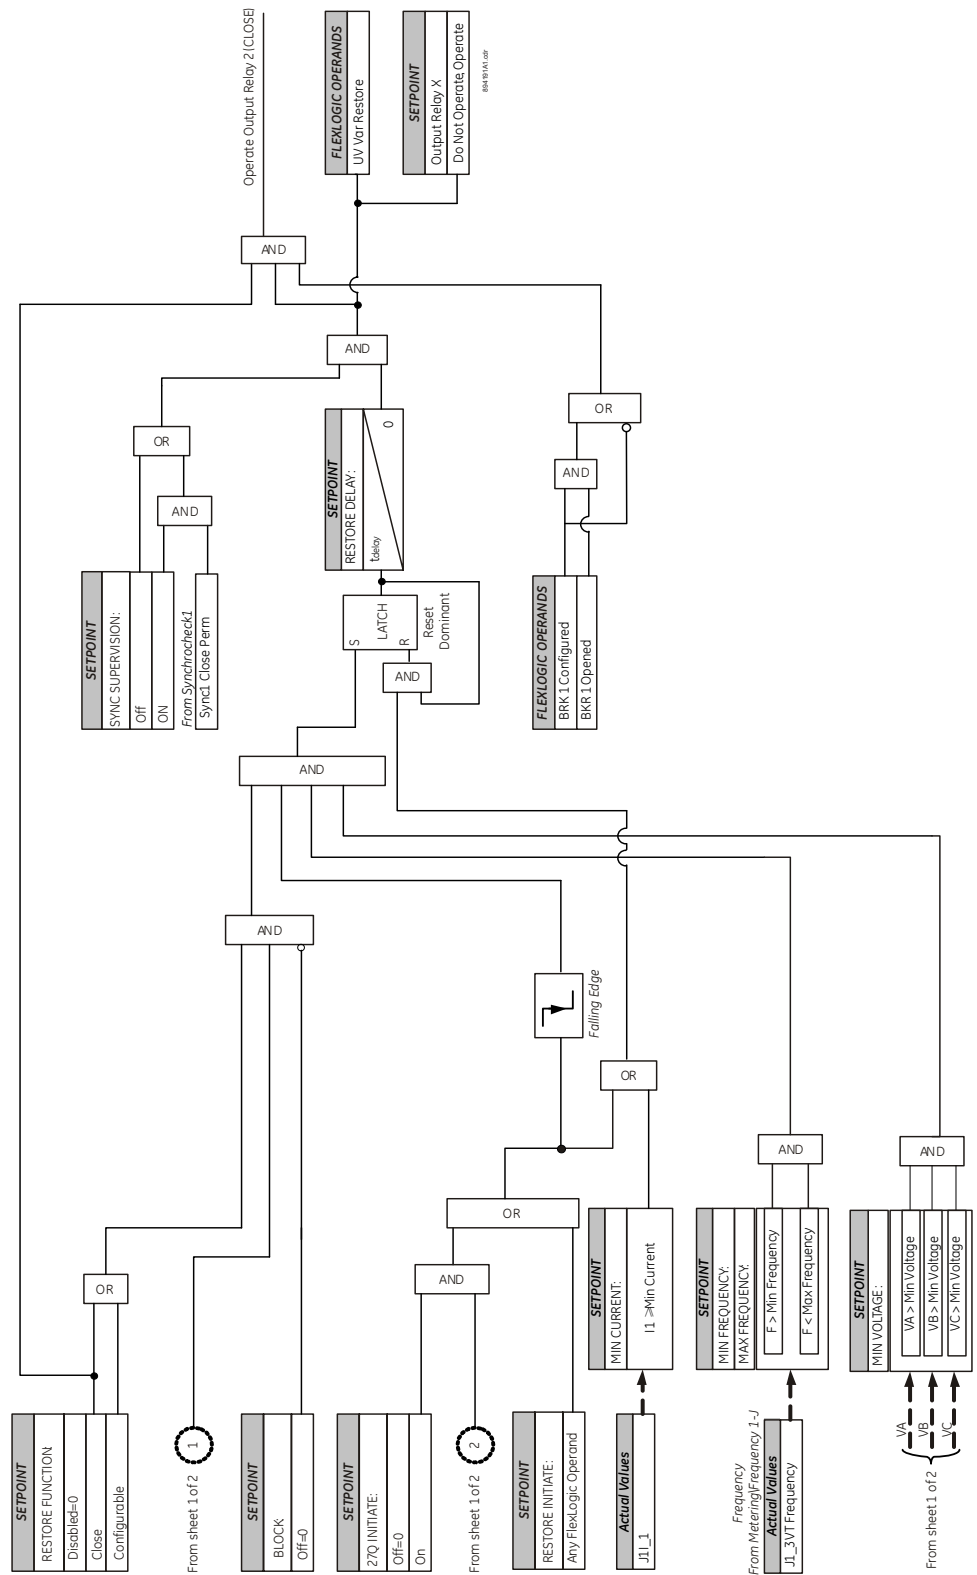 SETPOINT
RESTORE FUNCTION:
Disabled=0
Close
Configurable
From sheet 1 of 2
1
SETPOINT
BLOCK:
Off=0
SETPOINT
27Q INITIATE:
Off=0
On
From sheet 1 of 2
2
SETPOINT
RESTORE INITIATE:
Any FlexLogic Operand
Actual Values
J1 I_1
Frequency
From Metering\Frequency 1-J
Actual Values
J1_3VT Frequency
From sheet 1 of 2
VA
VB
VC
OR
AND
OR
SETPOINT
MIN CURRENT:
I1 ≥Min Current
SETPOINT
MIN FREQUENCY:
MAX FREQUENCY:
F > Min Frequency
F < Max Frequency
SETPOINT
MIN VOLTAGE:
VA > Min Voltage
VB > Min Voltage
VC > Min Voltage
OR
AND
AND
Falling Edge
AND
AND
SETPOINT
SYNC SUPERVISION:
Off
ON
From Synchrocheck1
Sync1 Close Perm
AND
S
LATCH
R
Reset
Dominant
FLEXLOGIC OPERANDS
BRK 1 Configured
BKR 1 Opened
SETPOINT
RESTORE DELAY:
tdelay
0
AND
OR
AND
OR
AND
AND
Operate Output Relay 2 (CLOSE)
FLEXLOGIC OPERANDS
UV Var Restore
SETPOINT
Output Relay X
Do Not Operate, Operate
894191A1.cdr